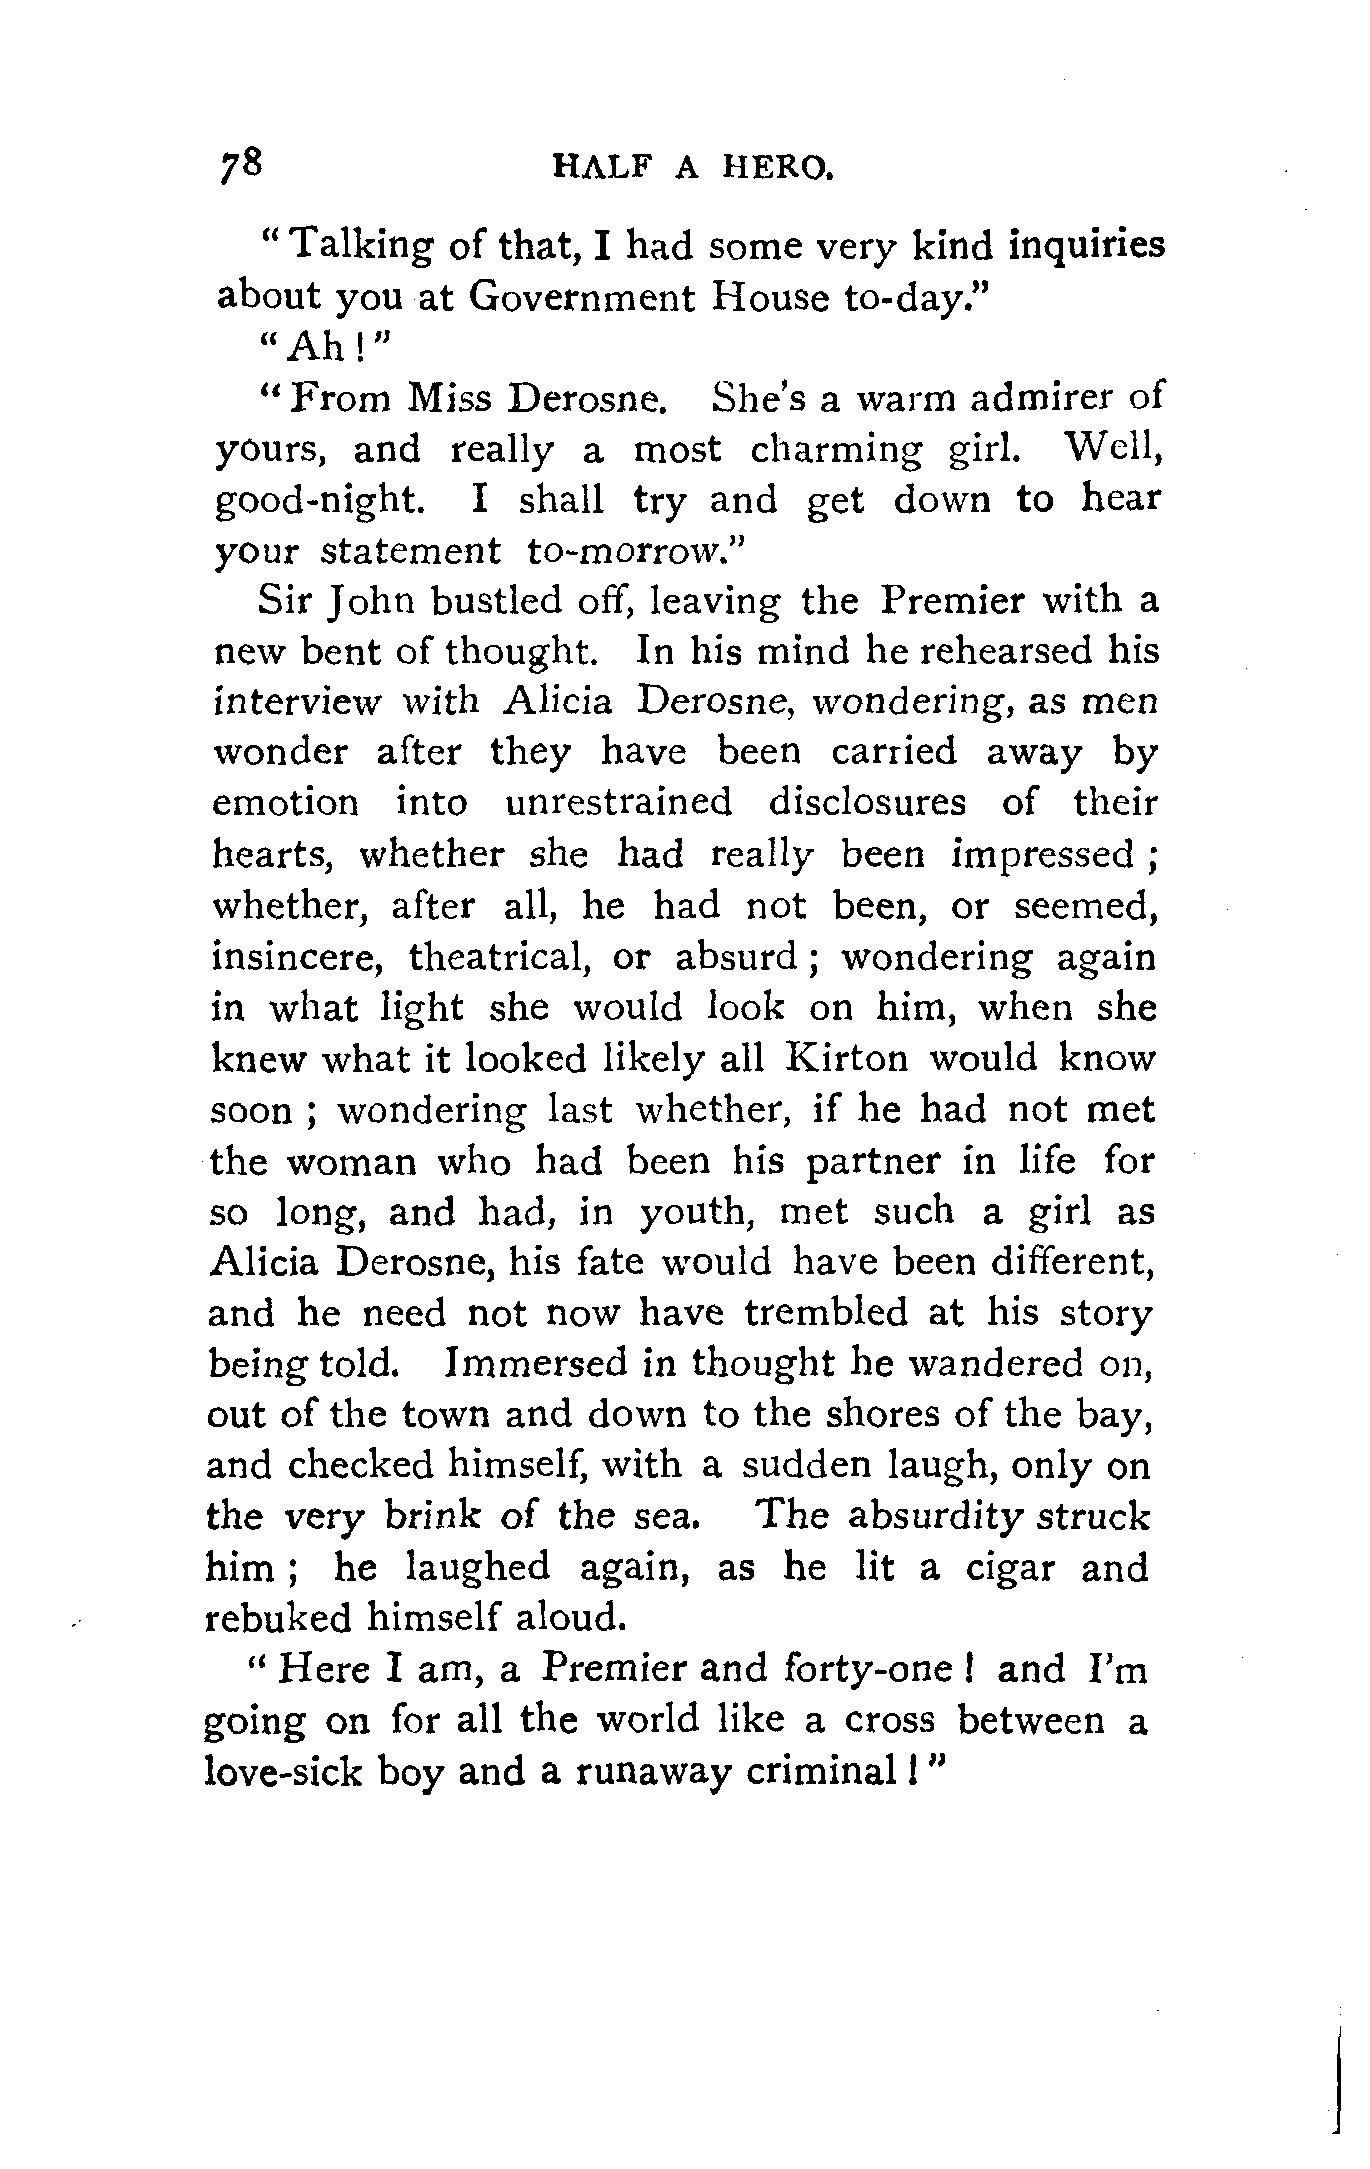 78 HALF A HERO.
“Talking of that, I had some very kind inquiries
about you at Government House to-day.”
“Ah!”
“From Miss Derosne. She’s a warm admirer of
yours, and really a most charming girl. Well,
good-night. I shall try and get down to hear
your statement to-morrow.”
Sir John bustled off, leaving the Premier with a
new bent of thought. In his mind he rehearsed his
interview with Alicia Derosne, wondering, as men
wonder after they have been carried away by
emotion into unrestrained disclosures of their
hearts, whether she had really been impressed ;
whether, after all, he had not been, or seemed,
insincere, theatrical, or absurd ; wondering again
in what light she would look on him, when she
knew what it looked likely all Kirton would know
soon ; wondering last whether, if he had not met
the woman who had been his partner in life for
so long, and had, in youth, met such a girl as
Alicia Derosne, his fate would have been different,
and he need not now have trembled at his story
being told. Immersed in thought he wandered on,
out of the town and down to the shores of the bay,
and checked himself, with a sudden laugh, only on
the very brink of the sea. The absurdity struck
him ; he laughed again, as he lit a cigar and
rebuked himself aloud.
“Here I am, a Premier and forty-one ! and I’m
going on for all the world like a cross between a
love-sick boy and a runaway criminal !”